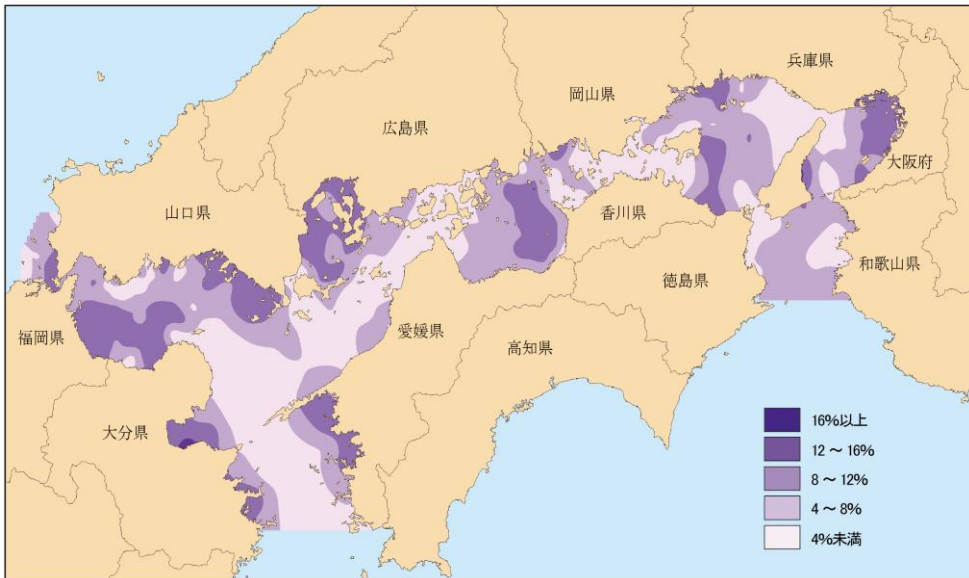 兵庫県
岡山県
広島県
大阪府
山口県
香川県
和歌山県
徳島県
福岡県
愛媛県
高知県
大分県
16%以上
12 ～ 16%
8 ～ 12%
4 ～ 8%
4%未満